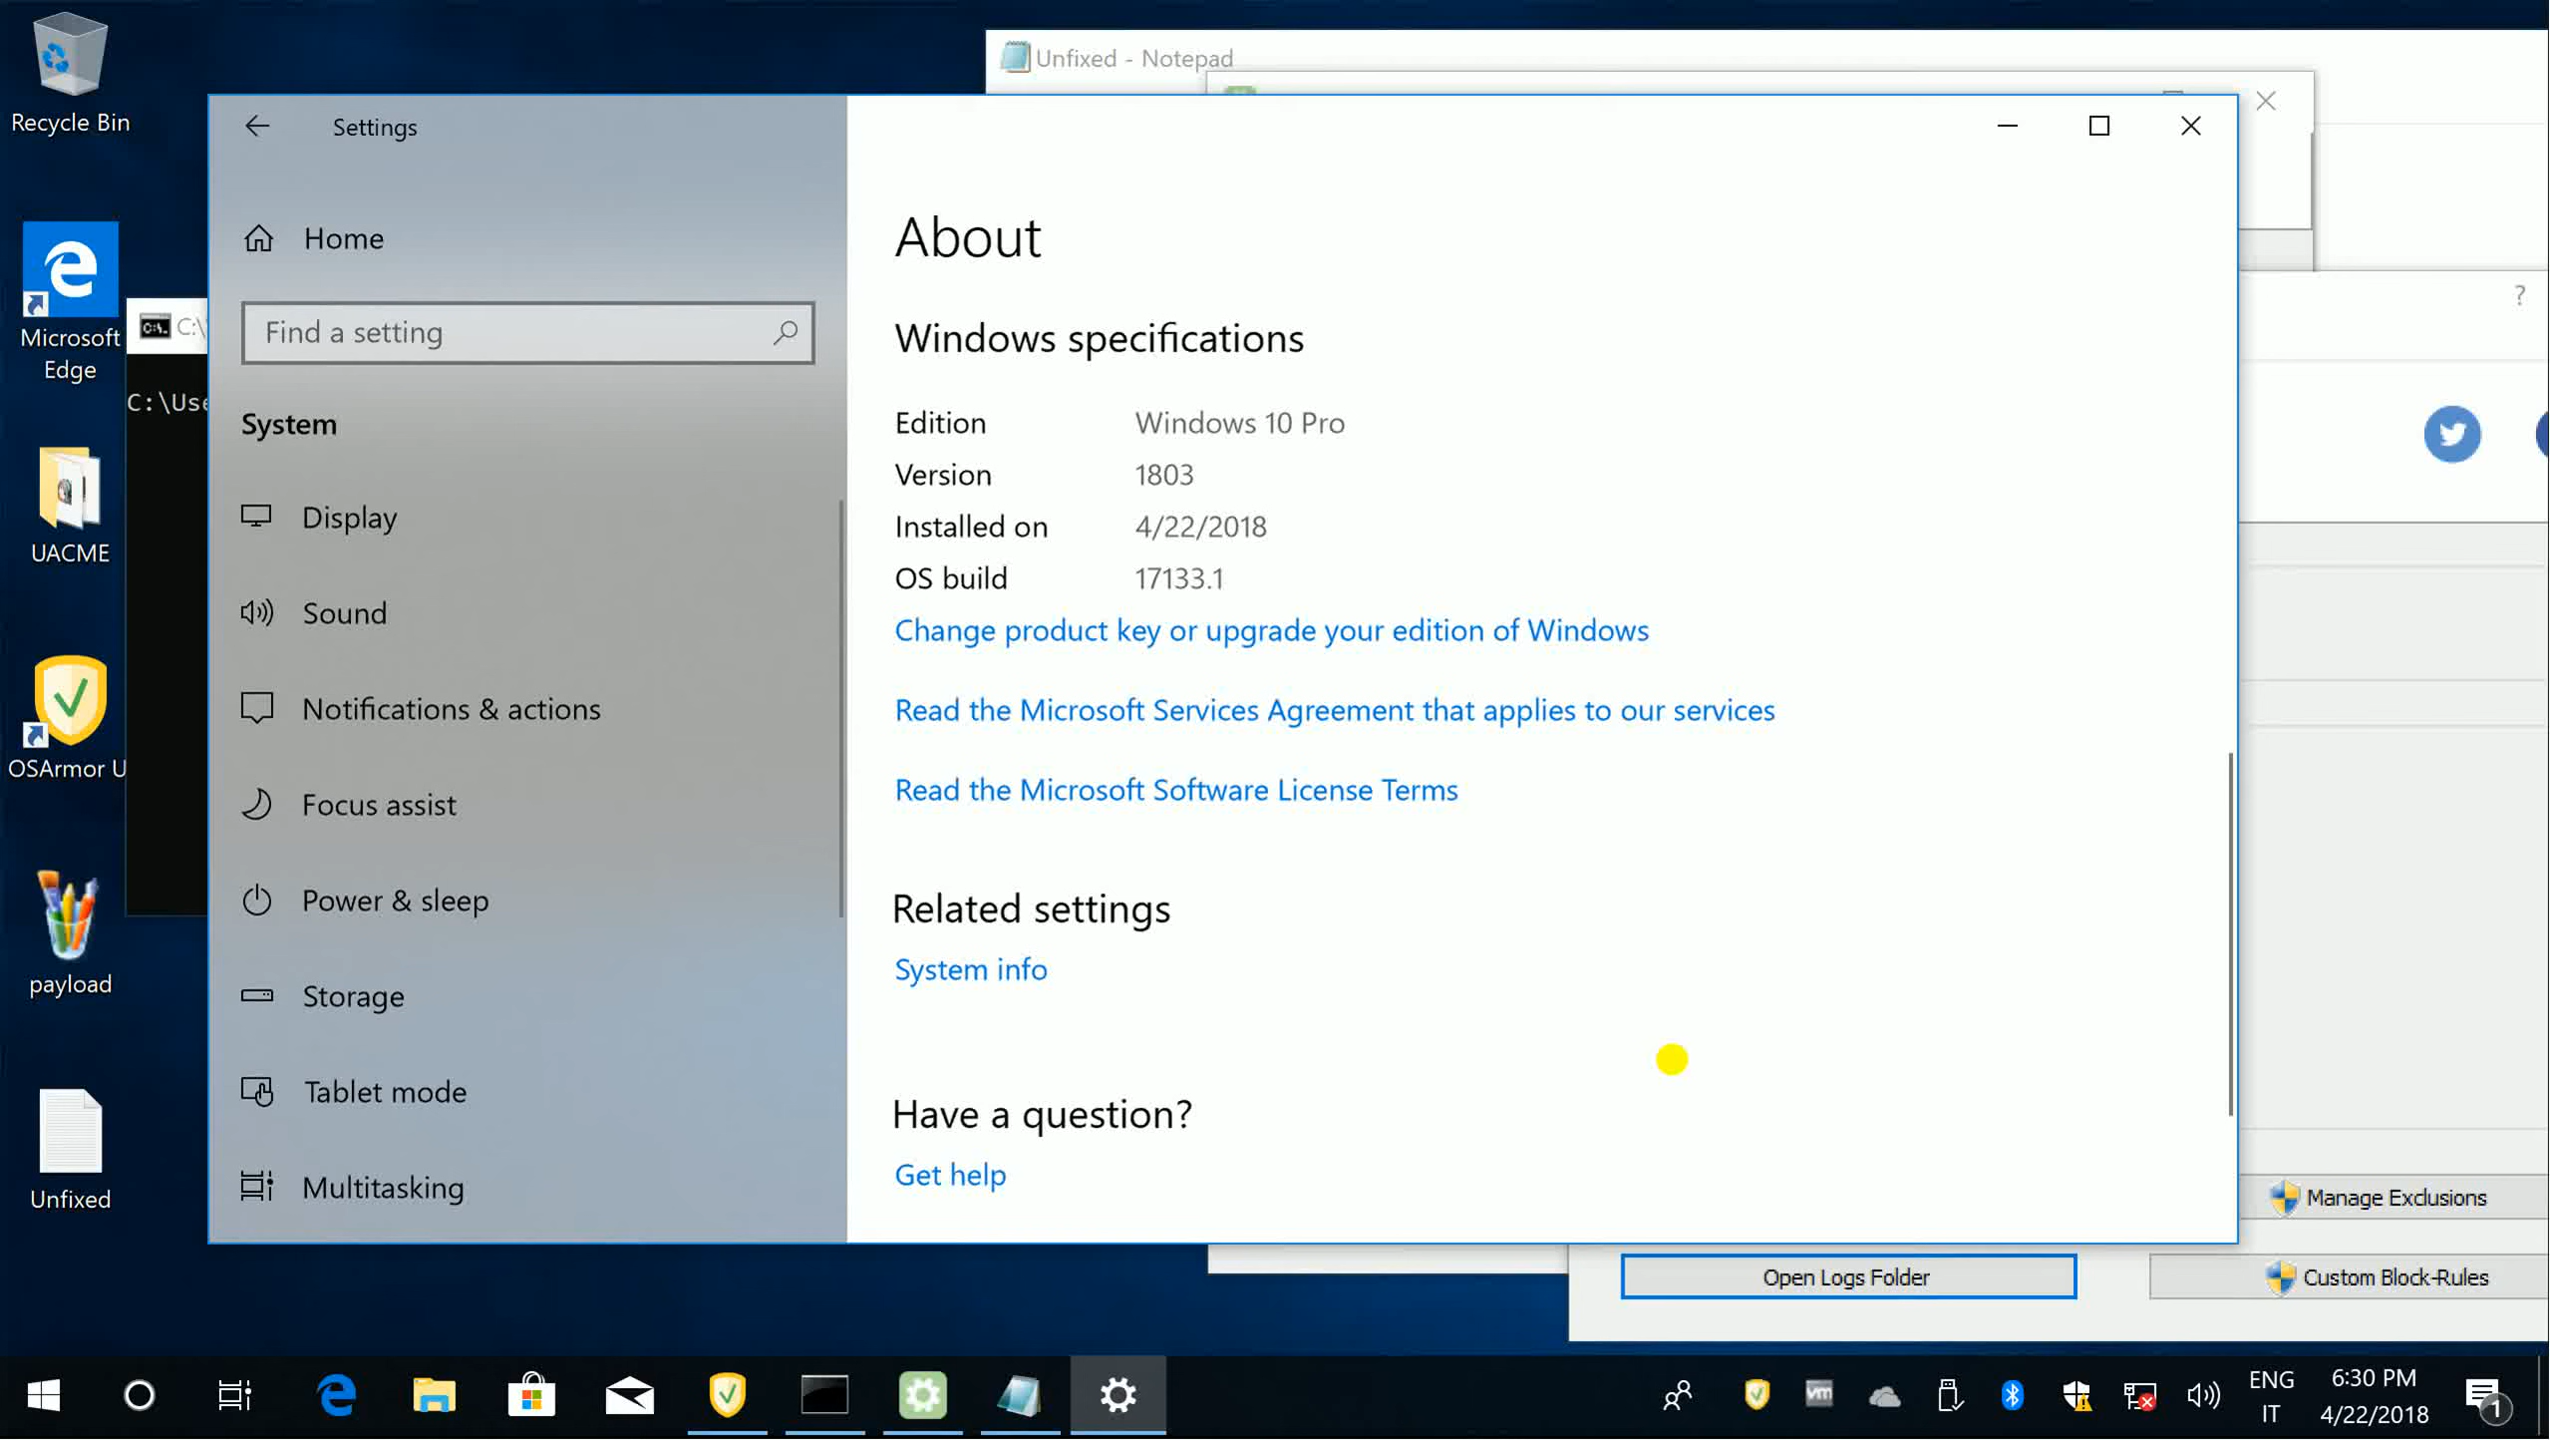 Recycle Bin
Microsoft
Edge
UACME
OSArmor U
payload
Unfixed
C:\
C:\Use
Unfixed - Notepad
Settings
Home
Find a setting
System
Display
Sound
Notifications & actions
Focus assist
Power & sleep
Storage
Tablet mode
Multitasking
About
Windows specifications
Edition Windows 10 Pro
Version 1803
Installed on 4/22/2018
OS build 17133.1
Change product key or upgrade your edition of Windows
Read the Microsoft Services Agreement that applies to our services
Read the Microsoft Software License Terms
Related settings
System info
Have a question?
Get help
?
Manage Exclusions
Open Logs Folder
Custom Block-Rules
vm
ENG
IT
6:30 PM
4/22/2018
1